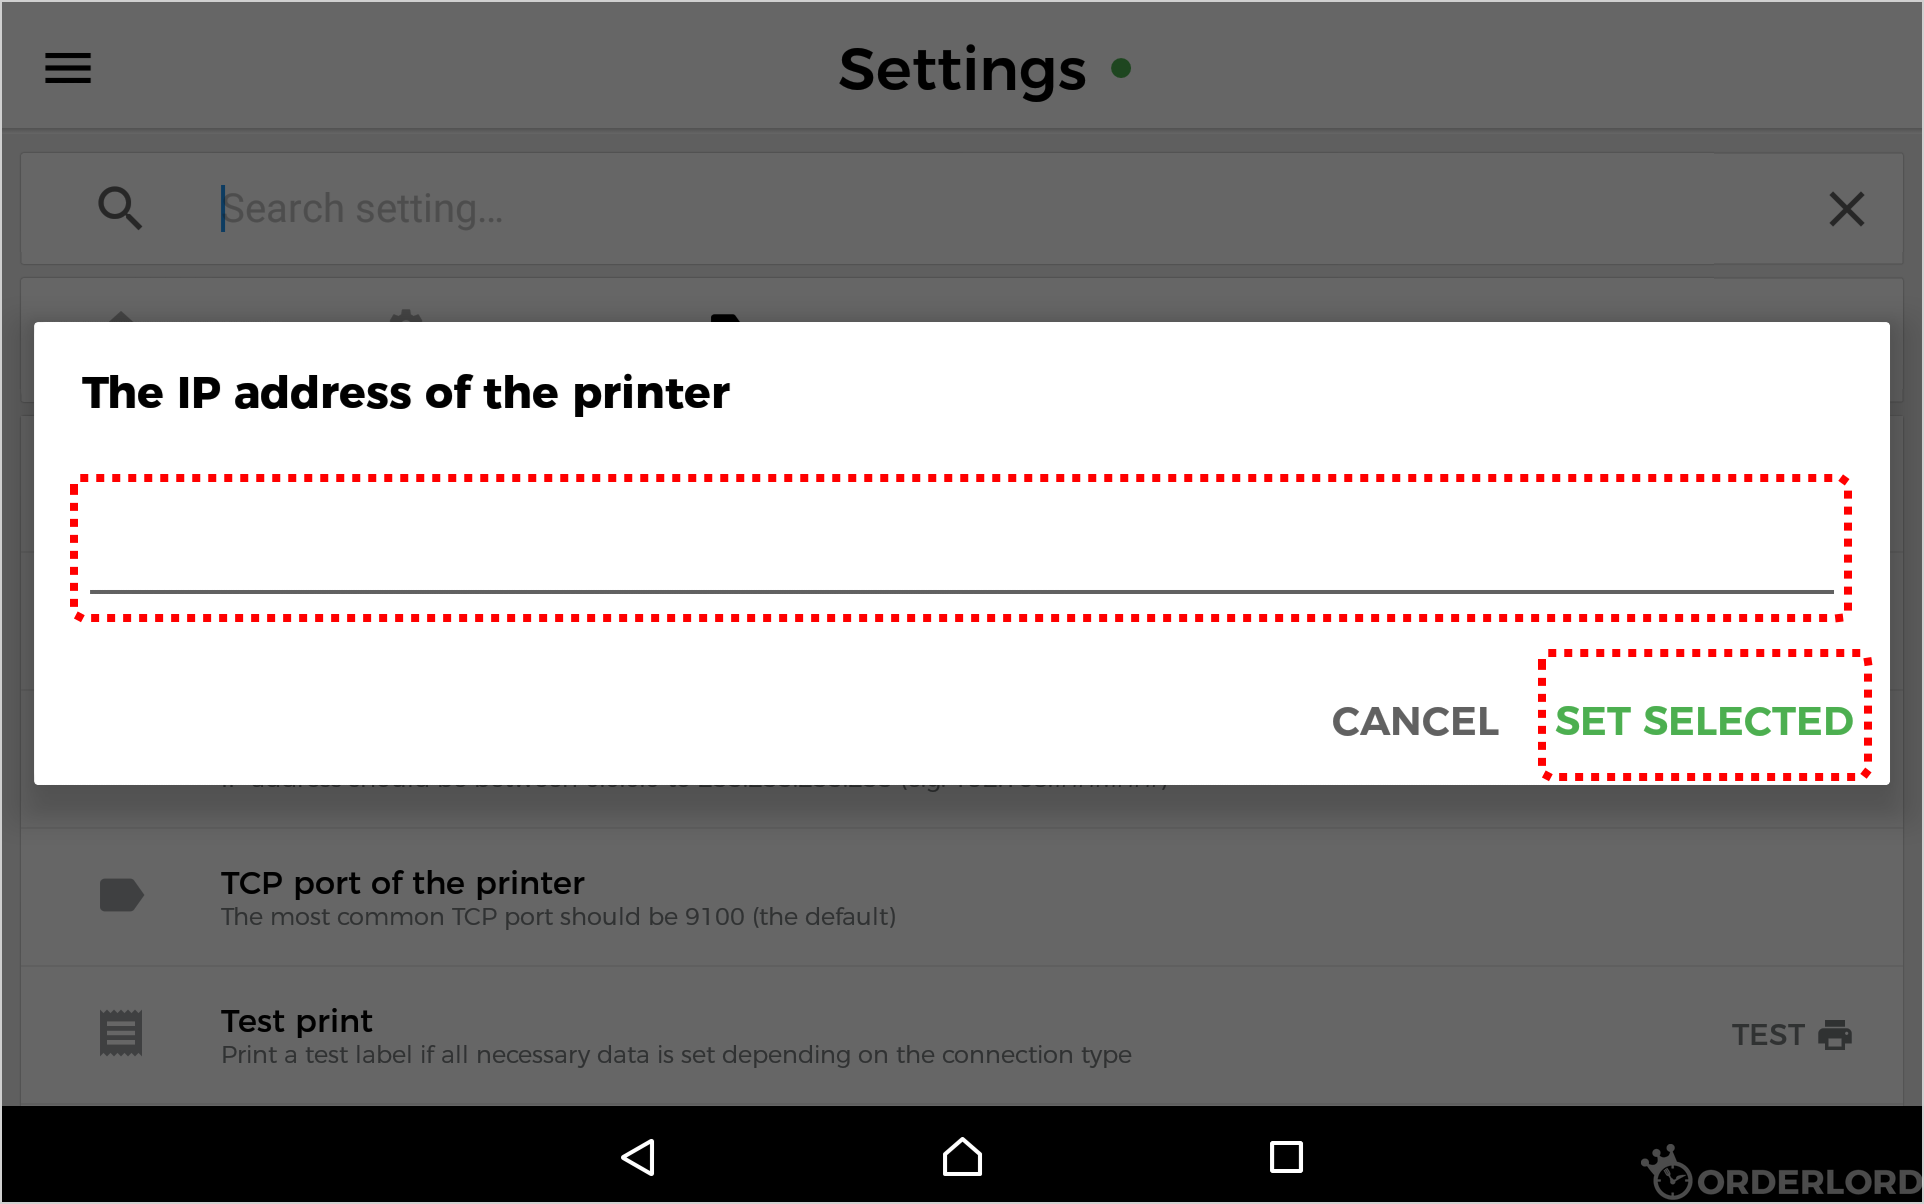 Settings
Search setting...
The IP address of the printer
CANCEL SET SELECTED
TCP port of the printer
The most common TCP port should be 9100 (the default)
Test print
Print a test label if all necessary data is set depending on the connection type
TEST
ORDERLORD